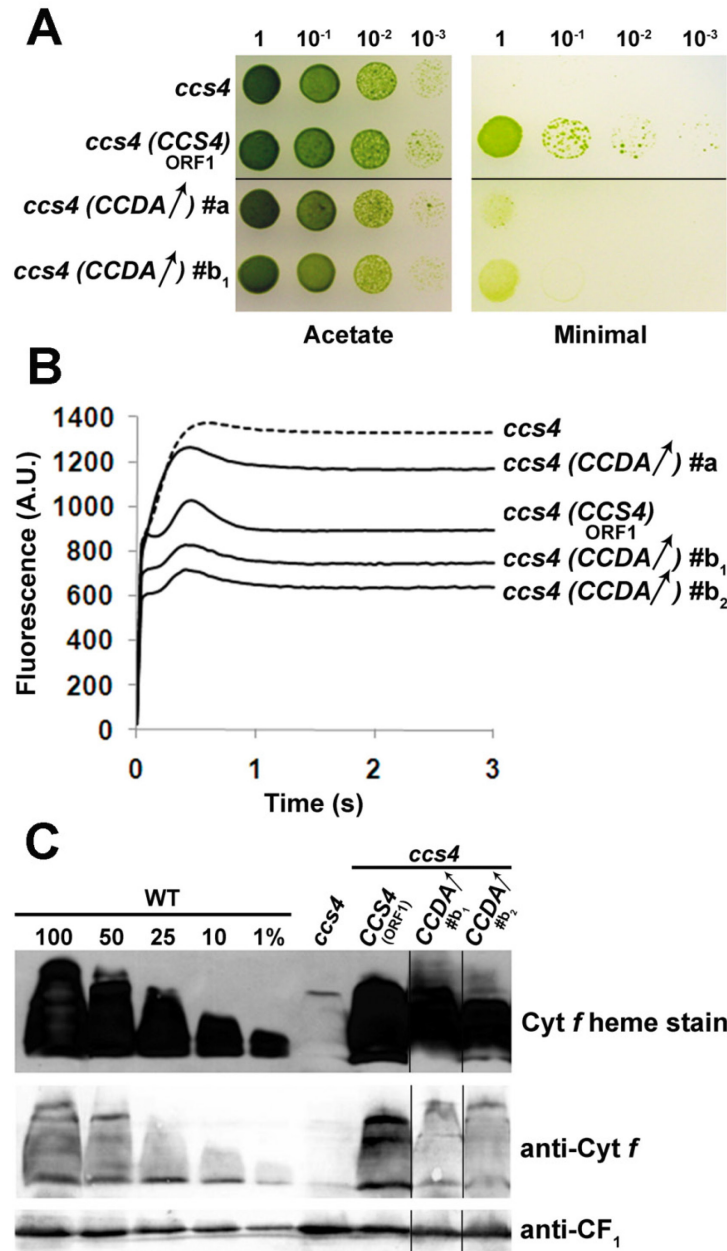 A
1 10⁻¹ 10⁻² 10⁻³ 1 10⁻¹ 10⁻² 10⁻³
ccs4
ccs4 (CCS4)
ORF1
ccs4 (CCDA↗) #a
ccs4 (CCDA↗) #b₁
Acetate Minimal
B
Fluorescence (A.U.)
1400
1200
1000
800
600
400
200
0
0 1 2 3
Time (s)
ccs4
ccs4 (CCDA↗) #a
ccs4 (CCS4)
ORF1
ccs4 (CCDA↗) #b₁
ccs4 (CCDA↗) #b₂
C
ccs4
WT
100 50 25 10 1%
ccs4
CCS4
(ORF1)
CCDA↗
#b₁
CCDA↗
#b₂
Cyt f heme stain
anti-Cyt f
anti-CF₁